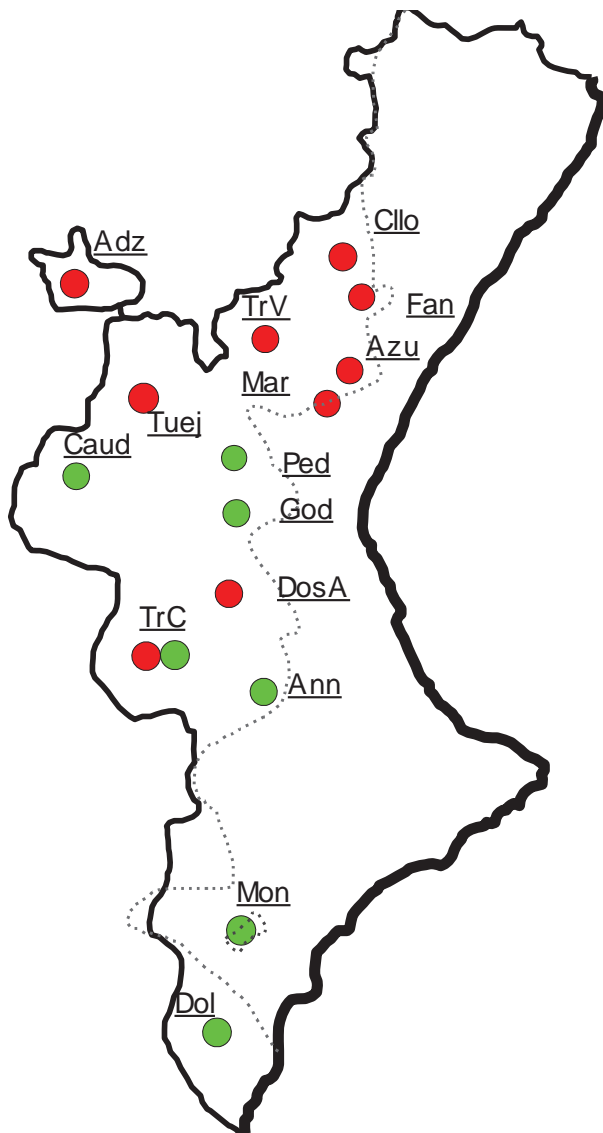 Cllo
Adz
Fan
TrV
Azu
Mar
Tuej
Caud
Ped
God
DosA
TrC
Ann
Mon
Dol